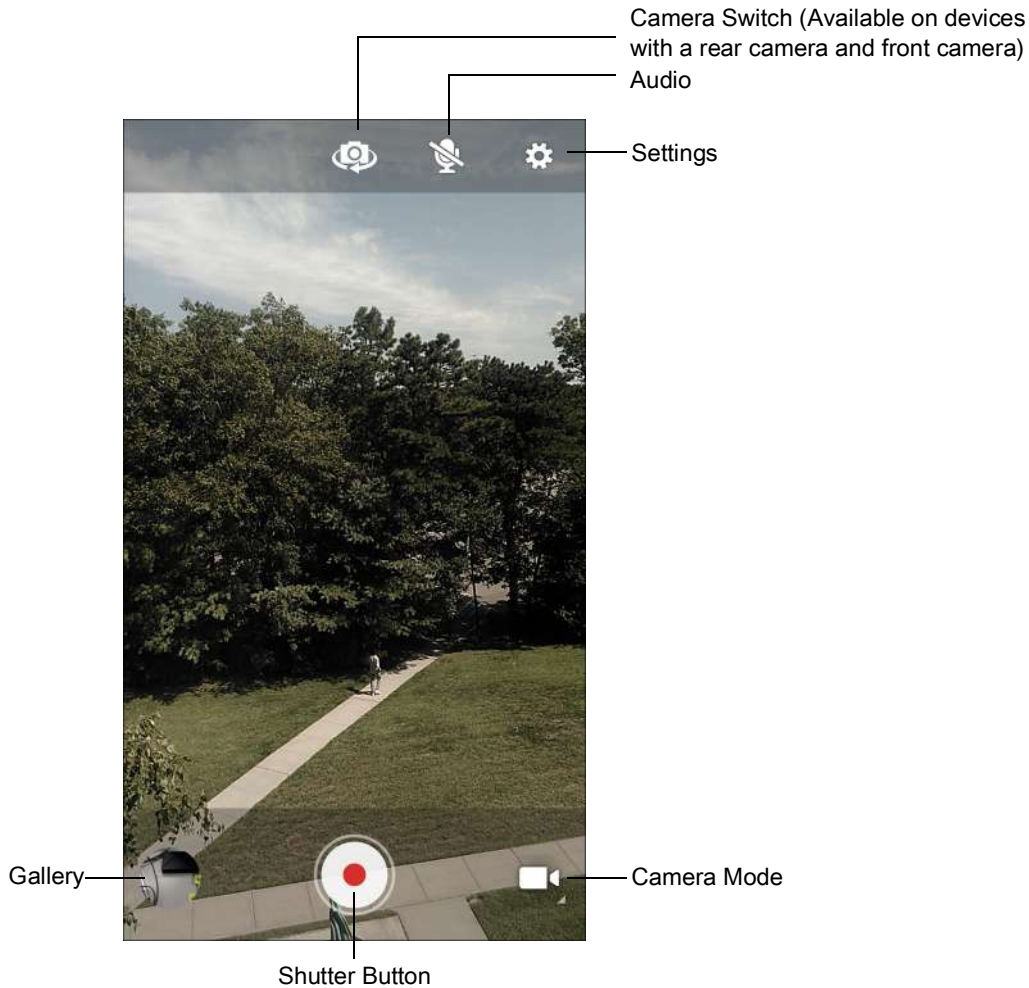 Camera Switch (Available on devices
with a rear camera and front camera)
Audio
Settings
Gallery
Camera Mode
Shutter Button